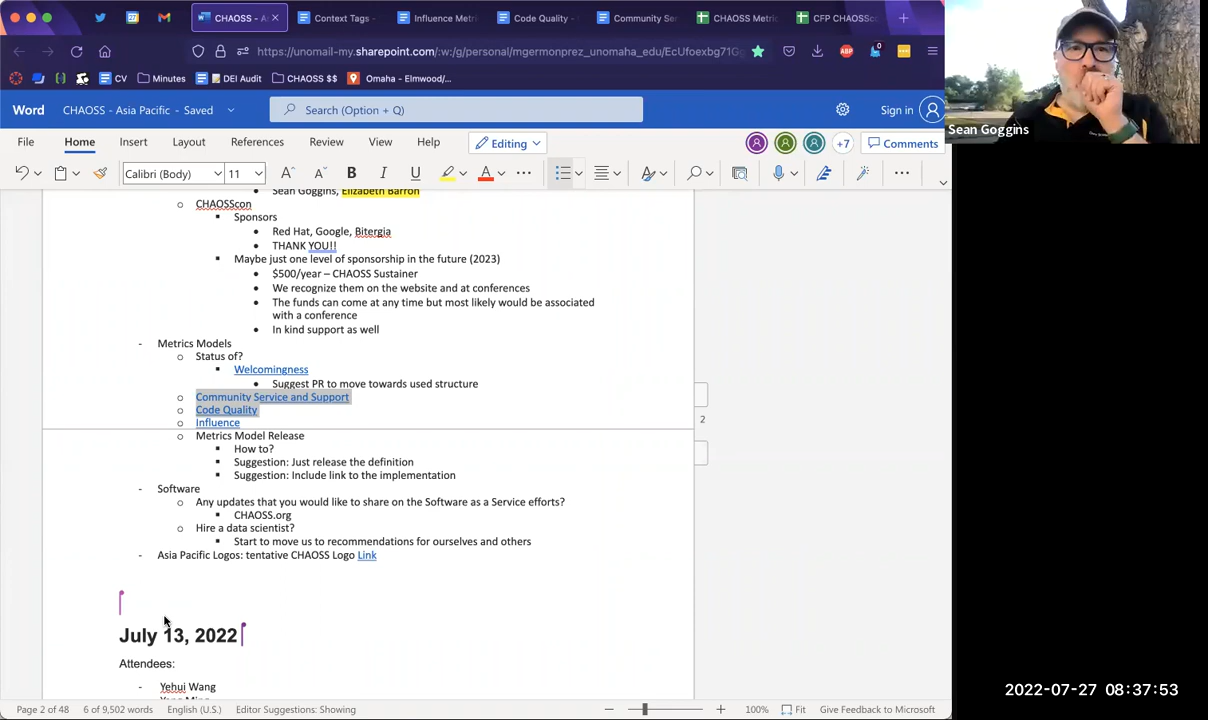 CHAOSS - A
Context Tags -
Influence Metri
Code Quality -
Community Ser
CHAOSS Metric
CFP CHAOSSc
https://unomail-my.sharepoint.com/:w:/g/personal/mgermonprez_unomaha_edu/EcUfoexbg71G
ABP
0
CV
Minutes
DEI Audit
CHAOSS $$
Omaha - Elmwood/...
Word
CHAOSS - Asia Pacific - Saved
Search (Option + Q)
Sign in
File
Home
Insert
Layout
References
Review
View
Help
Editing
+7
Comments
Calibri (Body)
11
Sean Goggins, Elizabeth Barron
CHAOSScon
Sponsors
Red Hat, Google, Bitergia
THANK YOU!!
Maybe just one level of sponsorship in the future (2023)
$500/year – CHAOSS Sustainer
We recognize them on the website and at conferences
The funds can come at any time but most likely would be associated
with a conference
In kind support as well
- Metrics Models
Status of?
Welcomingness
Suggest PR to move towards used structure
Community Service and Support
Code Quality
Influence
2
Metrics Model Release
How to?
Suggestion: Just release the definition
Suggestion: Include link to the implementation
- Software
Any updates that you would like to share on the Software as a Service efforts?
CHAOSS.org
Hire a data scientist?
Start to move us to recommendations for ourselves and others
- Asia Pacific Logos: tentative CHAOSS Logo Link
July 13, 2022
Attendees:
- Yehui Wang
Page 2 of 48
6 of 9,502 words
English (U.S.)
Editor Suggestions: Showing
100%
Fit
Give Feedback to Microsoft
Sean Goggins
2022-07-27 08:37:53